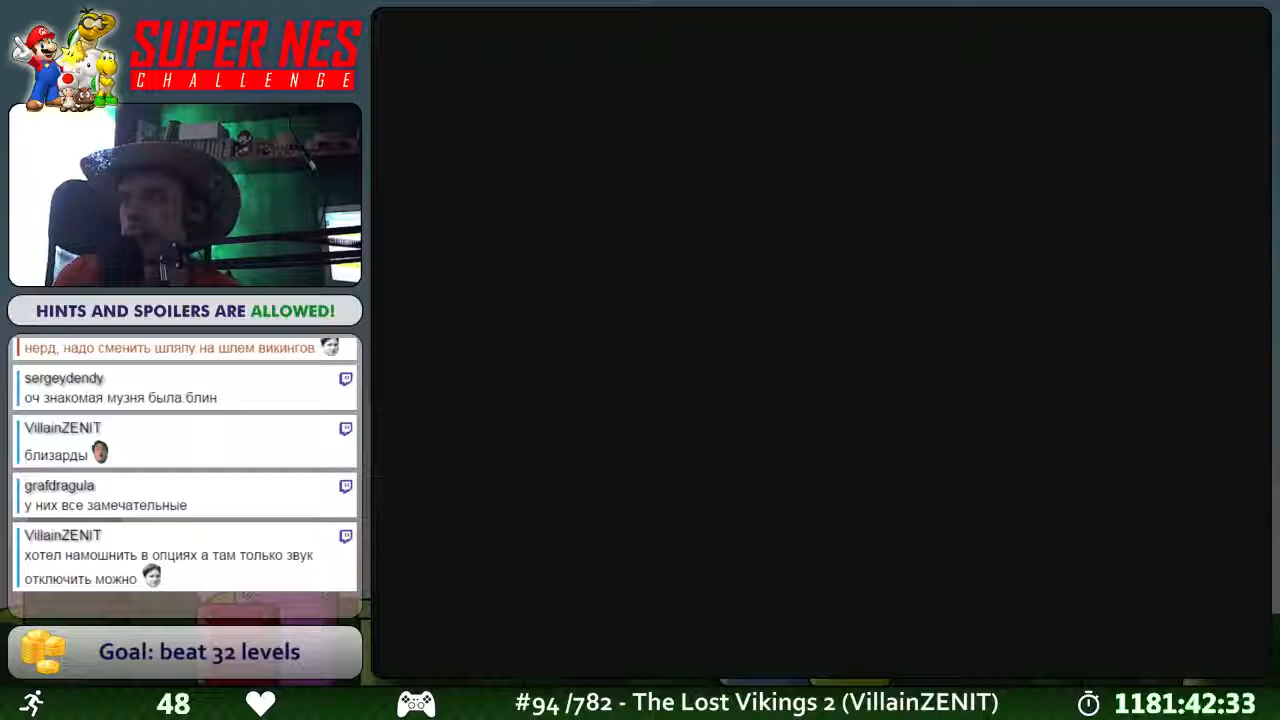 SUPER NES
CHALLENGE
HINTS AND SPOILERS ARE ALLOWED!
нерд, надо сменить шляпу на шлем викингов
sergeydendy
оч знакомая музня была.блин
VillainZENIT
близарды
grafdragula
у них все замечательные
VillainZENIT
хотел намошнить в опциях а там только звук
отключить можно
Goal: beat 32 levels
48
#94 /782 - The Lost Vikings 2 (VillainZENIT)
1181:42:33